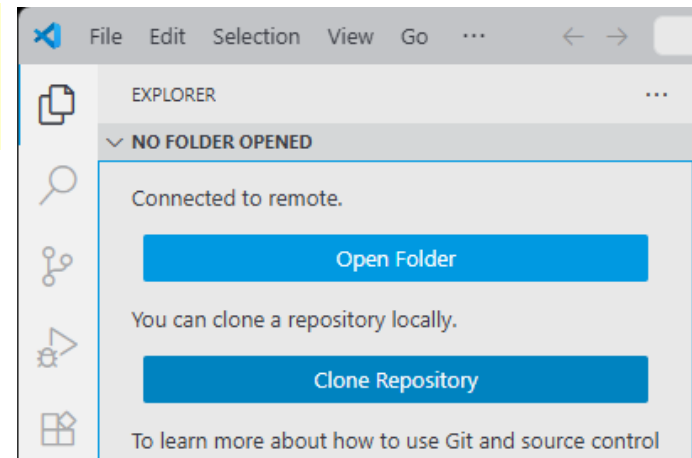 File Edit Selection View Go ...
EXPLORER ...
NO FOLDER OPENED
Connected to remote.
Open Folder
You can clone a repository locally.
Clone Repository
To learn more about how to use Git and source control